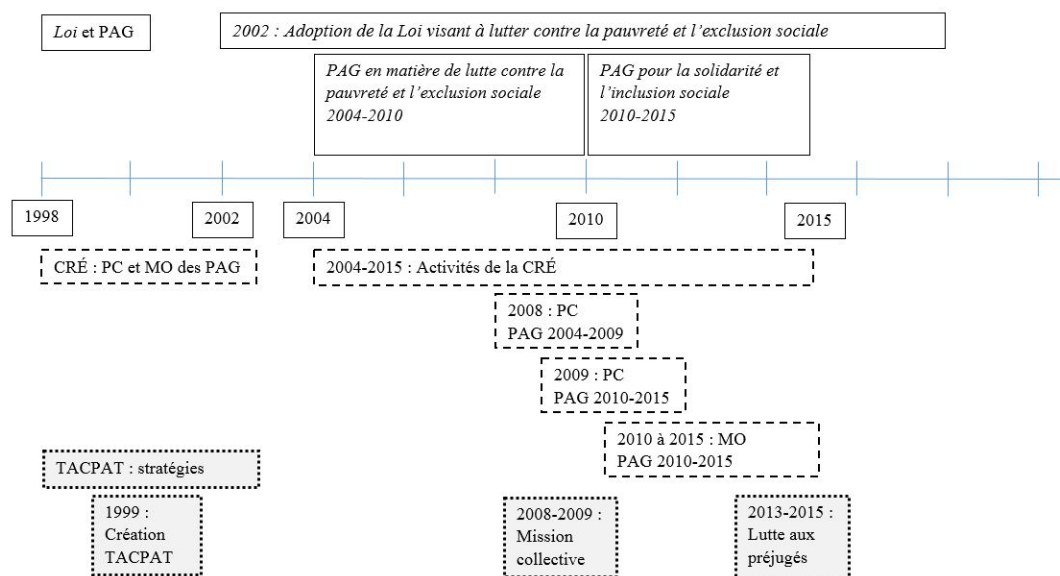 Loi et PAG
2002 : Adoption de la Loi visant à lutter contre la pauvreté et l'exclusion sociale
PAG en matière de lutte contre la
pauvreté et l'exclusion sociale
2004-2010
PAG pour la solidarité et
l'inclusion sociale
2010-2015
1998
2002
2004
2010
2015
CRÉ : PC et MO des PAG
2004-2015 : Activités de la CRÉ
2008 : PC
PAG 2004-2009
2009 : PC
PAG 2010-2015
2010 à 2015 : MO
PAG 2010-2015
TACPAT : stratégies
1999 :
Création
TACPAT
2008-2009 :
Mission
collective
2013-2015 :
Lutte aux
préjugés